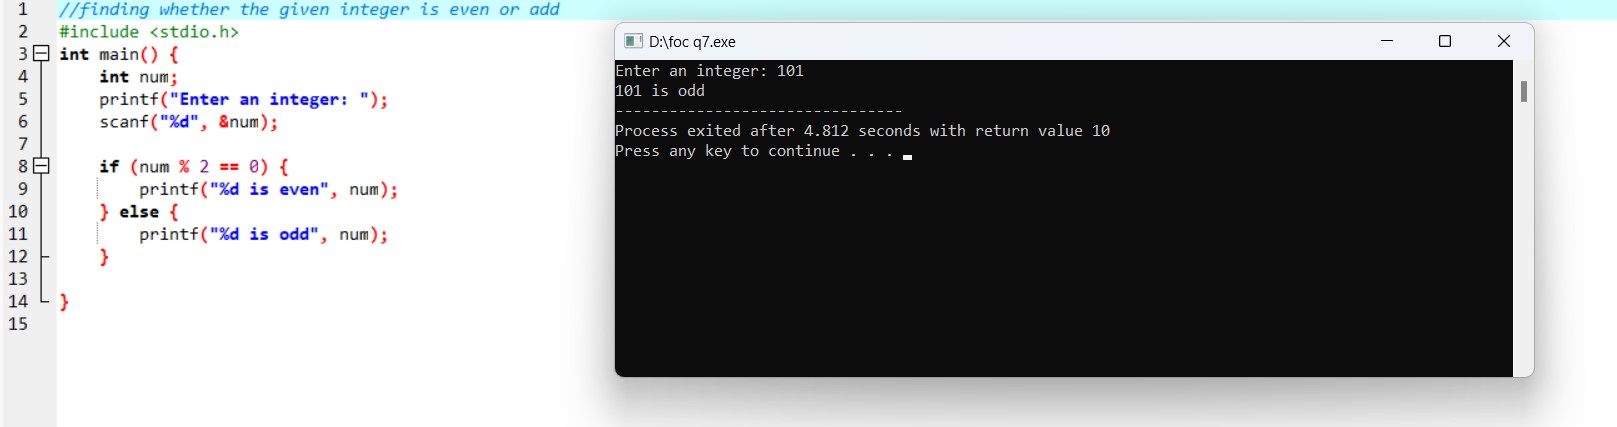 1 //finding whether the given integer is even or add
2 #include <stdio.h>
3 int main() {
4 int num;
5 printf("Enter an integer: ");
6 scanf("%d", &num);
7
8 if (num % 2 == 0) {
9 printf("%d is even", num);
10 } else {
11 printf("%d is odd", num);
12 }
13
14 }
15
D:\foc q7.exe
Enter an integer: 101
101 is odd
--------------------------------
Process exited after 4.812 seconds with return value 10
Press any key to continue . . .